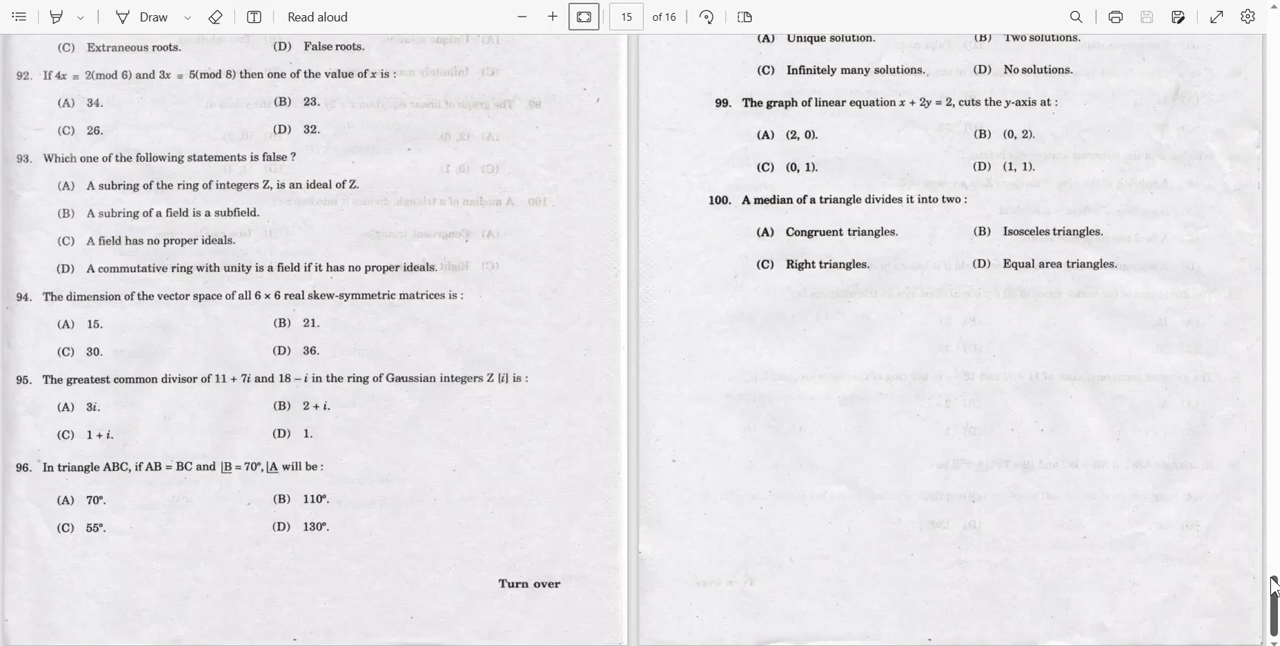 Draw
Read aloud
15 of 16
(C) Extraneous roots. (D) False roots.
92. If 4x ≡ 2(mod 6) and 3x ≡ 5(mod 8) then one of the value of x is :
(A) 34. (B) 23.
(C) 26. (D) 32.
93. Which one of the following statements is false ?
(A) A subring of the ring of integers Z, is an ideal of Z.
(B) A subring of a field is a subfield.
(C) A field has no proper ideals.
(D) A commutative ring with unity is a field if it has no proper ideals.
94. The dimension of the vector space of all 6 × 6 real skew-symmetric matrices is :
(A) 15. (B) 21.
(C) 30. (D) 36.
95. The greatest common divisor of 11 + 7i and 18 – i in the ring of Gaussian integers Z [i] is :
(A) 3i. (B) 2 + i.
(C) 1 + i. (D) 1.
96. In triangle ABC, if AB = BC and ∠B = 70°, ∠A will be :
(A) 70°. (B) 110°.
(C) 55°. (D) 130°.
Turn over
(A) Unique solution. (B) Two solutions.
(C) Infinitely many solutions. (D) No solutions.
99. The graph of linear equation x + 2y = 2, cuts the y-axis at :
(A) (2, 0). (B) (0, 2).
(C) (0, 1). (D) (1, 1).
100. A median of a triangle divides it into two :
(A) Congruent triangles. (B) Isosceles triangles.
(C) Right triangles. (D) Equal area triangles.